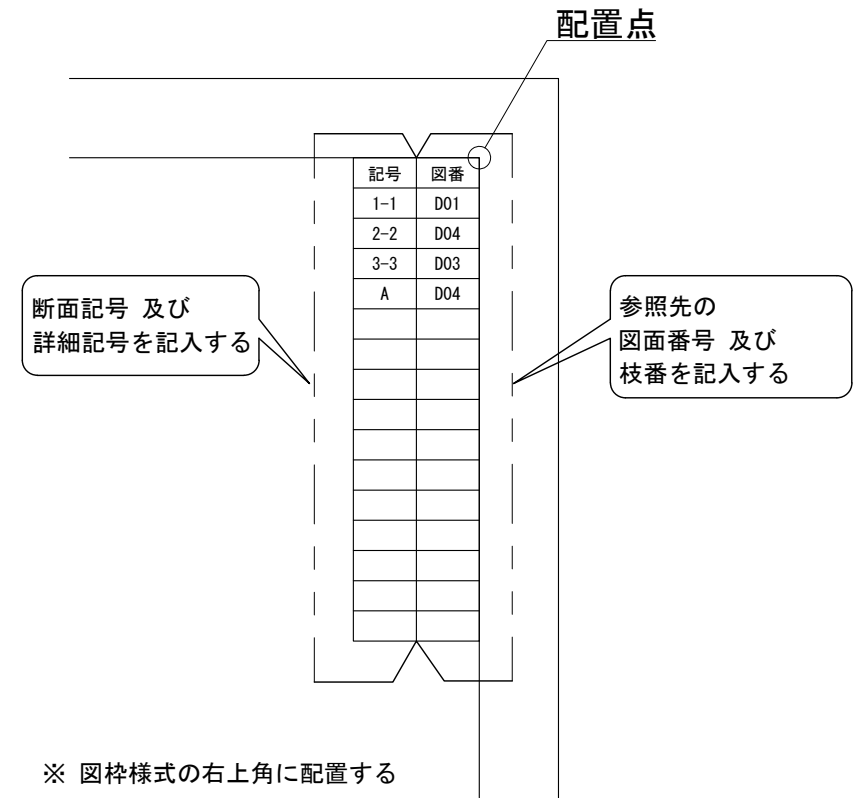 配置点
記号 図番
1-1 D01
2-2 D04
3-3 D03
A D04
断面記号 及び
詳細記号を記入する
参照先の
図面番号 及び
枝番を記入する
※ 図枠様式の右上角に配置する